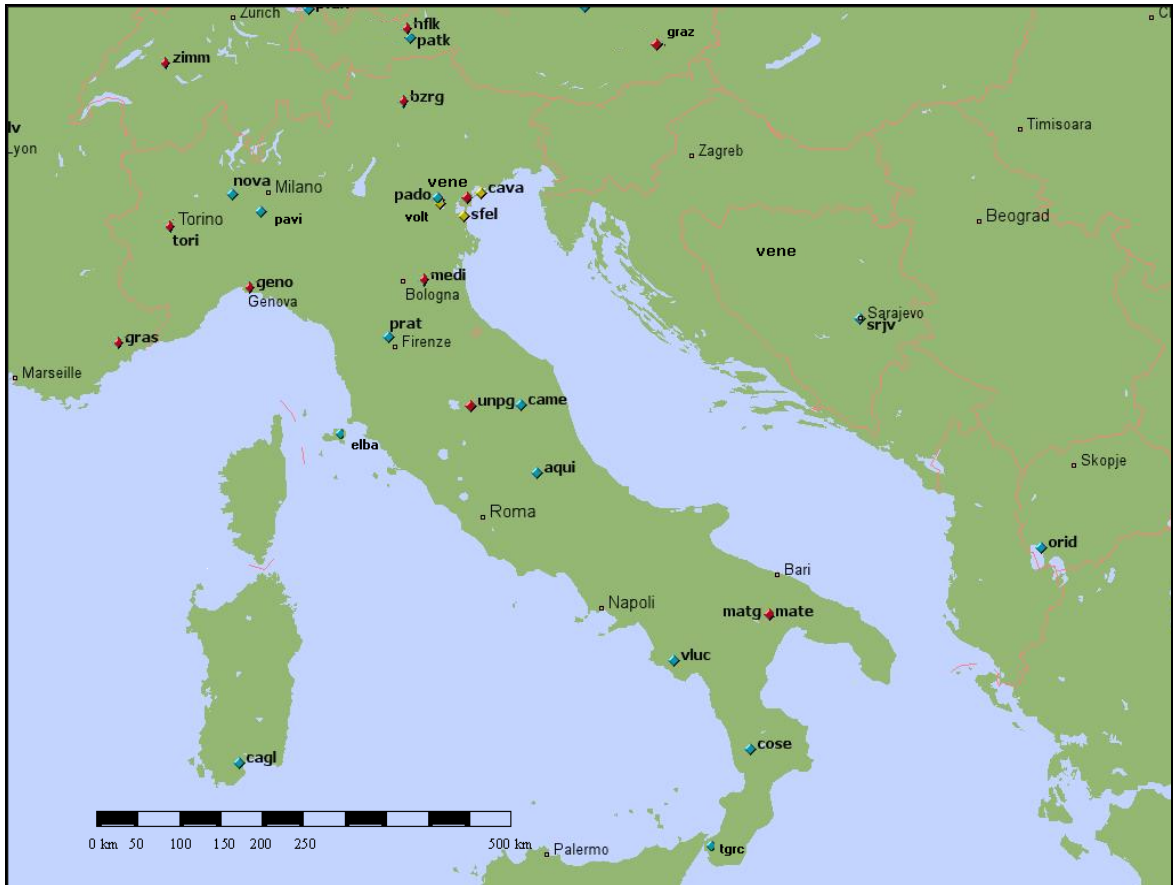 Zurich
hflk
patk
graz
zimm
bzrg
lv
Lyon
Timisoara
Zagreb
nova
Milano
vene
pado
cava
volt
sfel
pavi
Torino
tori
Beograd
vene
medi
Bologna
geno
Genova
Sarajevo
srjv
prat
Firenze
gras
Marseille
unpg
came
elba
aqui
Skopje
Roma
orid
Bari
Napoli
matg
mate
vluc
cose
cagl
0 km 50 100 150 200 250 500 km
Palermo
tgrc